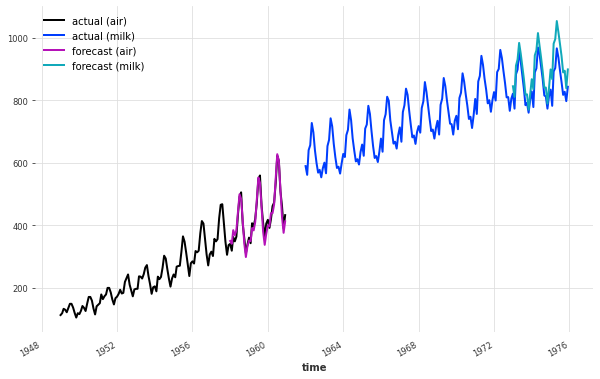 actual (air)
actual (milk)
forecast (air)
forecast (milk)
1000
800
600
400
200
1948
1952
1956
1960
1964
1968
1972
1976
time